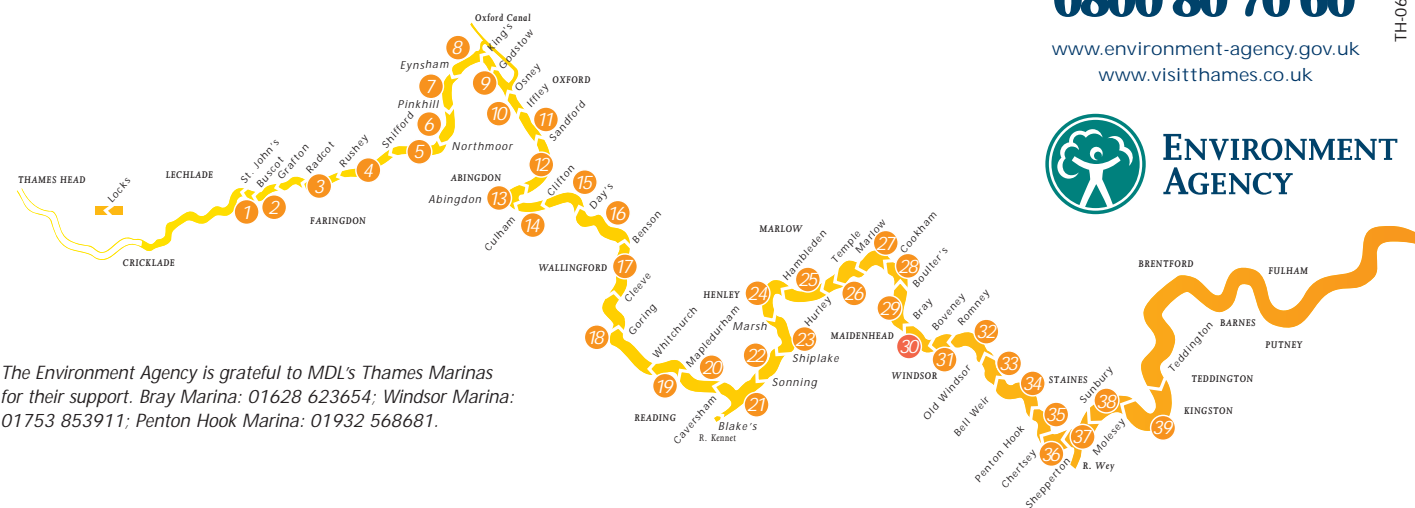 0800 80 70 60
TH-06
www.environment-agency.gov.uk
www.visitthames.co.uk
ENVIRONMENT
AGENCY
THAMES HEAD
Locks
CRICKLADE
LECHLADE
St. John's
1
Buscot
2
Grafton
Radcot
3
FARINGDON
Rushey
4
Shifford
5
Northmoor
6
Pinkhill
7
Eynsham
8
Oxford Canal
King's
9
Godstow
Osney
OXFORD
10
Iffley
11
Sandford
12
ABINGDON
Abingdon
13
Culham
14
Clifton
15
Day's
16
Benson
WALLINGFORD
17
Cleeve
18
Goring
Whitchurch
19
Mapledurham
20
READING
Caversham
Blake's
R. Kennet
21
Sonning
22
Shiplake
23
Marsh
HENLEY
24
MARLOW
Hambleden
25
Hurley
Temple
26
Marlow
27
Cookham
28
Boulter's
29
MAIDENHEAD
Bray
30
WINDSOR
Boveney
31
Romney
32
Old Windsor
33
Bell Weir
34
STAINES
Penton Hook
35
Chertsey
36
Shepperton
37
R. Wey
Sunbury
38
Molesey
39
KINGSTON
TEDDINGTON
Teddington
BRENTFORD
FULHAM
BARNES
PUTNEY
The Environment Agency is grateful to MDL's Thames Marinas
for their support. Bray Marina: 01628 623654; Windsor Marina:
01753 853911; Penton Hook Marina: 01932 568681.